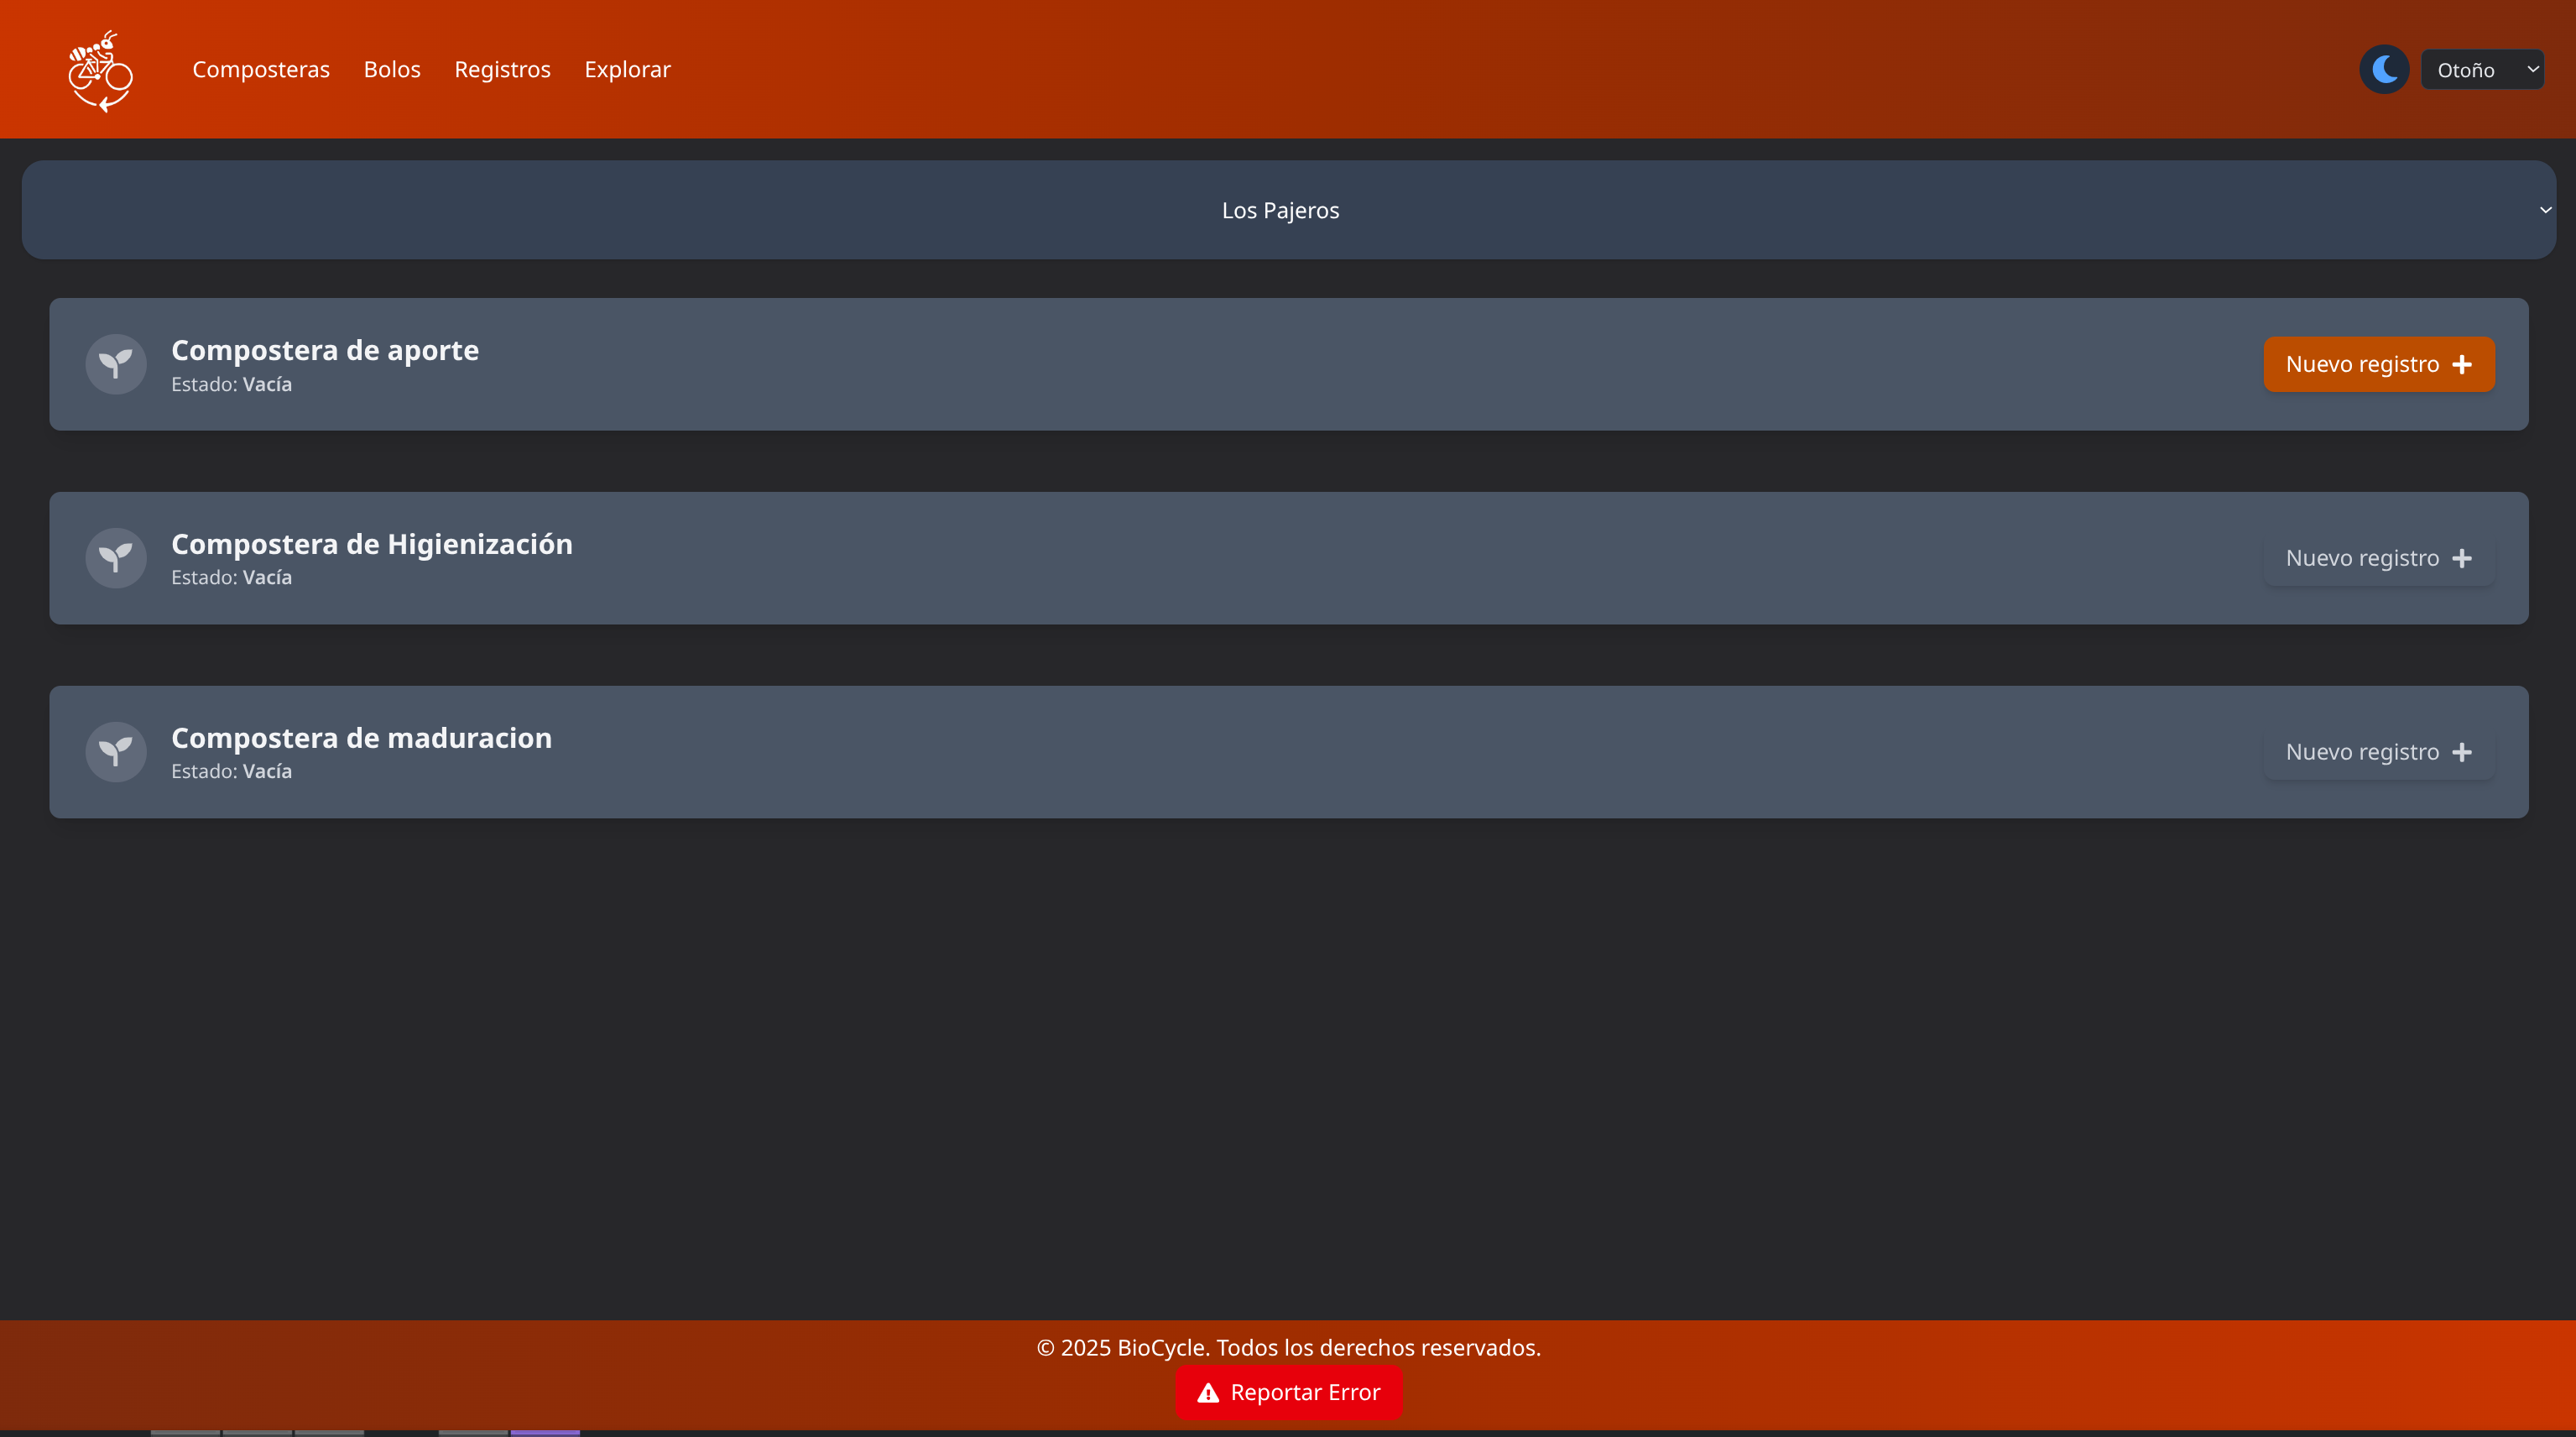 Composteras Bolos Registros Explorar Otoño
Los Pajeros
Compostera de aporte
Estado: Vacía
Nuevo registro
Compostera de Higienización
Estado: Vacía
Nuevo registro
Compostera de maduracion
Estado: Vacía
Nuevo registro
© 2025 BioCycle. Todos los derechos reservados.
Reportar Error